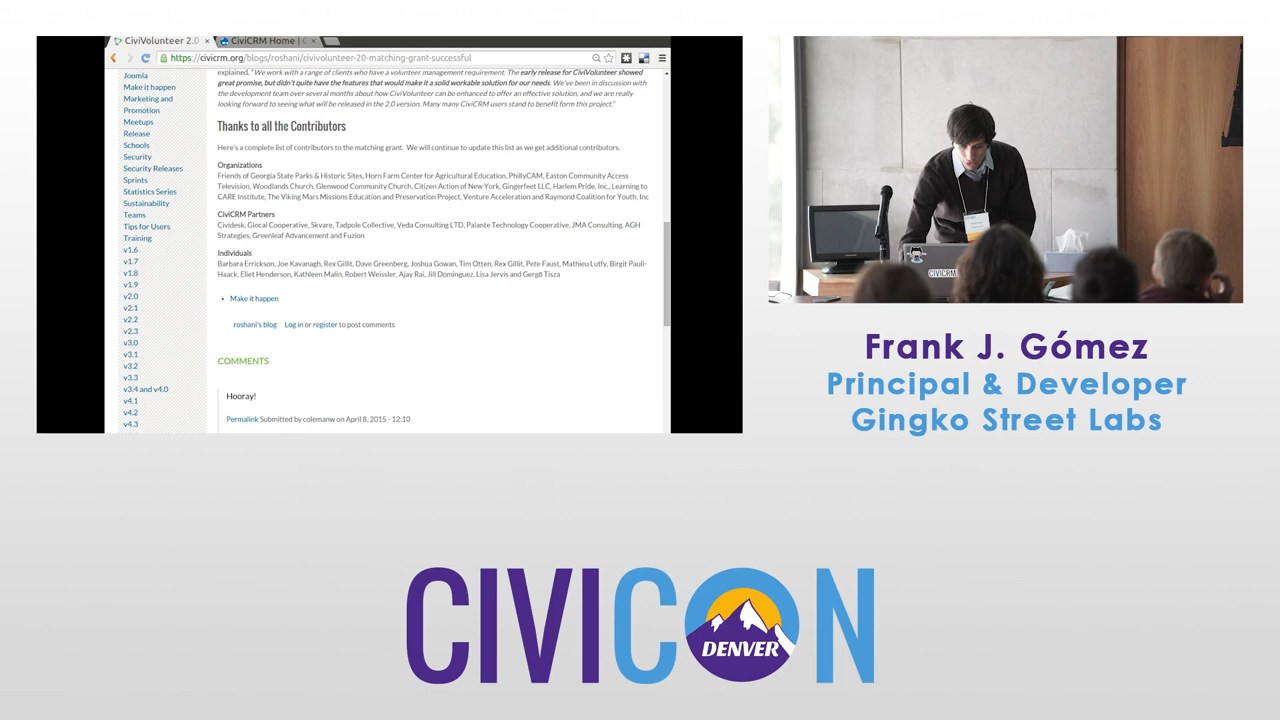 CiviVolunteer 2.0
CiviCRM Home | C
https://civicrm.org/blogs/roshani/civivolunteer-20-matching-grant-successful
Joomla
Make it happen
Marketing and
Promotion
Meetups
Release
Schools
Security
Security Releases
Sprints
Statistics Series
Sustainability
Teams
Tips for Users
Training
v1.6
v1.7
v1.8
v1.9
v2.0
v2.1
v2.2
v2.3
v3.0
v3.1
v3.2
v3.3
v3.4 and v4.0
v4.1
v4.2
v4.3
explained, "We work with a range of clients who have a volunteer management requirement. The early release for CiviVolunteer showed
great promise, but didn't quite have the features that would make it a solid workable solution for our needs. We've been in discussion with
the development team over several months about how CiviVolunteer can be enhanced to offer an effective solution, and we are really
looking forward to seeing what will be released in the 2.0 version. Many many CiviCRM users stand to benefit form this project."
Thanks to all the Contributors
Here's a complete list of contributors to the matching grant. We will continue to update this list as we get additional contributors.
Organizations
Friends of Georgia State Parks & Historic Sites, Horn Farm Center for Agricultural Education, PhillyCAM, Easton Community Access
Television, Woodlands Church, Glenwood Community Church, Citizen Action of New York, Gingerfeet LLC, Harlem Pride, Inc., Learning to
CARE Institute, The Viking Mars Missions Education and Preservation Project, Venture Acceleration and Raymond Coalition for Youth, Inc
CiviCRM Partners
Cividesk, Glocal Cooperative, Skvare, Tadpole Collective, Veda Consulting LTD, Palante Technology Cooperative, JMA Consulting, AGH
Strategies, Greenleaf Advancement and Fuzion
Individuals
Barbara Errickson, Joe Kavanagh, Rex Gillit, Dave Greenberg, Joshua Gowan, Tim Otten, Rex Gillit, Pete Faust, Mathieu Lutfy, Birgit Pauli-
Haack, Eliet Henderson, Kathleen Malin, Robert Weissler, Ajay Rai, Jill Dominguez, Lisa Jervis and Gergő Tisza
Make it happen
roshani's blog Log in or register to post comments
COMMENTS
Hooray!
Permalink Submitted by colemanw on April 8, 2015 - 12:10
CIVICRM
Frank J. Gómez
Principal & Developer
Gingko Street Labs
CIVICON
DENVER